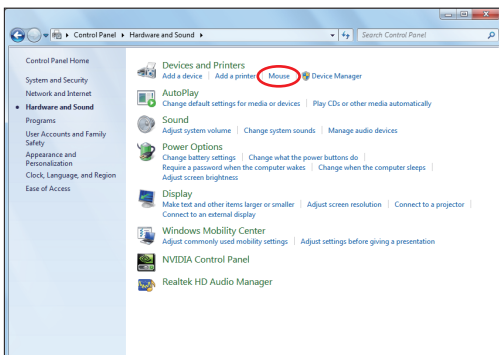 Control Panel ▸ Hardware and Sound ▸ Search Control Panel
Control Panel Home
System and Security
Network and Internet
Hardware and Sound
Programs
User Accounts and Family
Safety
Appearance and
Personalization
Clock, Language, and Region
Ease of Access
Devices and Printers
Add a device Add a printer Mouse Device Manager
AutoPlay
Change default settings for media or devices Play CDs or other media automatically
Sound
Adjust system volume Change system sounds Manage audio devices
Power Options
Change battery settings Change what the power buttons do
Require a password when the computer wakes Change when the computer sleeps
Adjust screen brightness
Display
Make text and other items larger or smaller Adjust screen resolution Connect to a projector
Connect to an external display
Windows Mobility Center
Adjust commonly used mobility settings Adjust settings before giving a presentation
NVIDIA Control Panel
Realtek HD Audio Manager